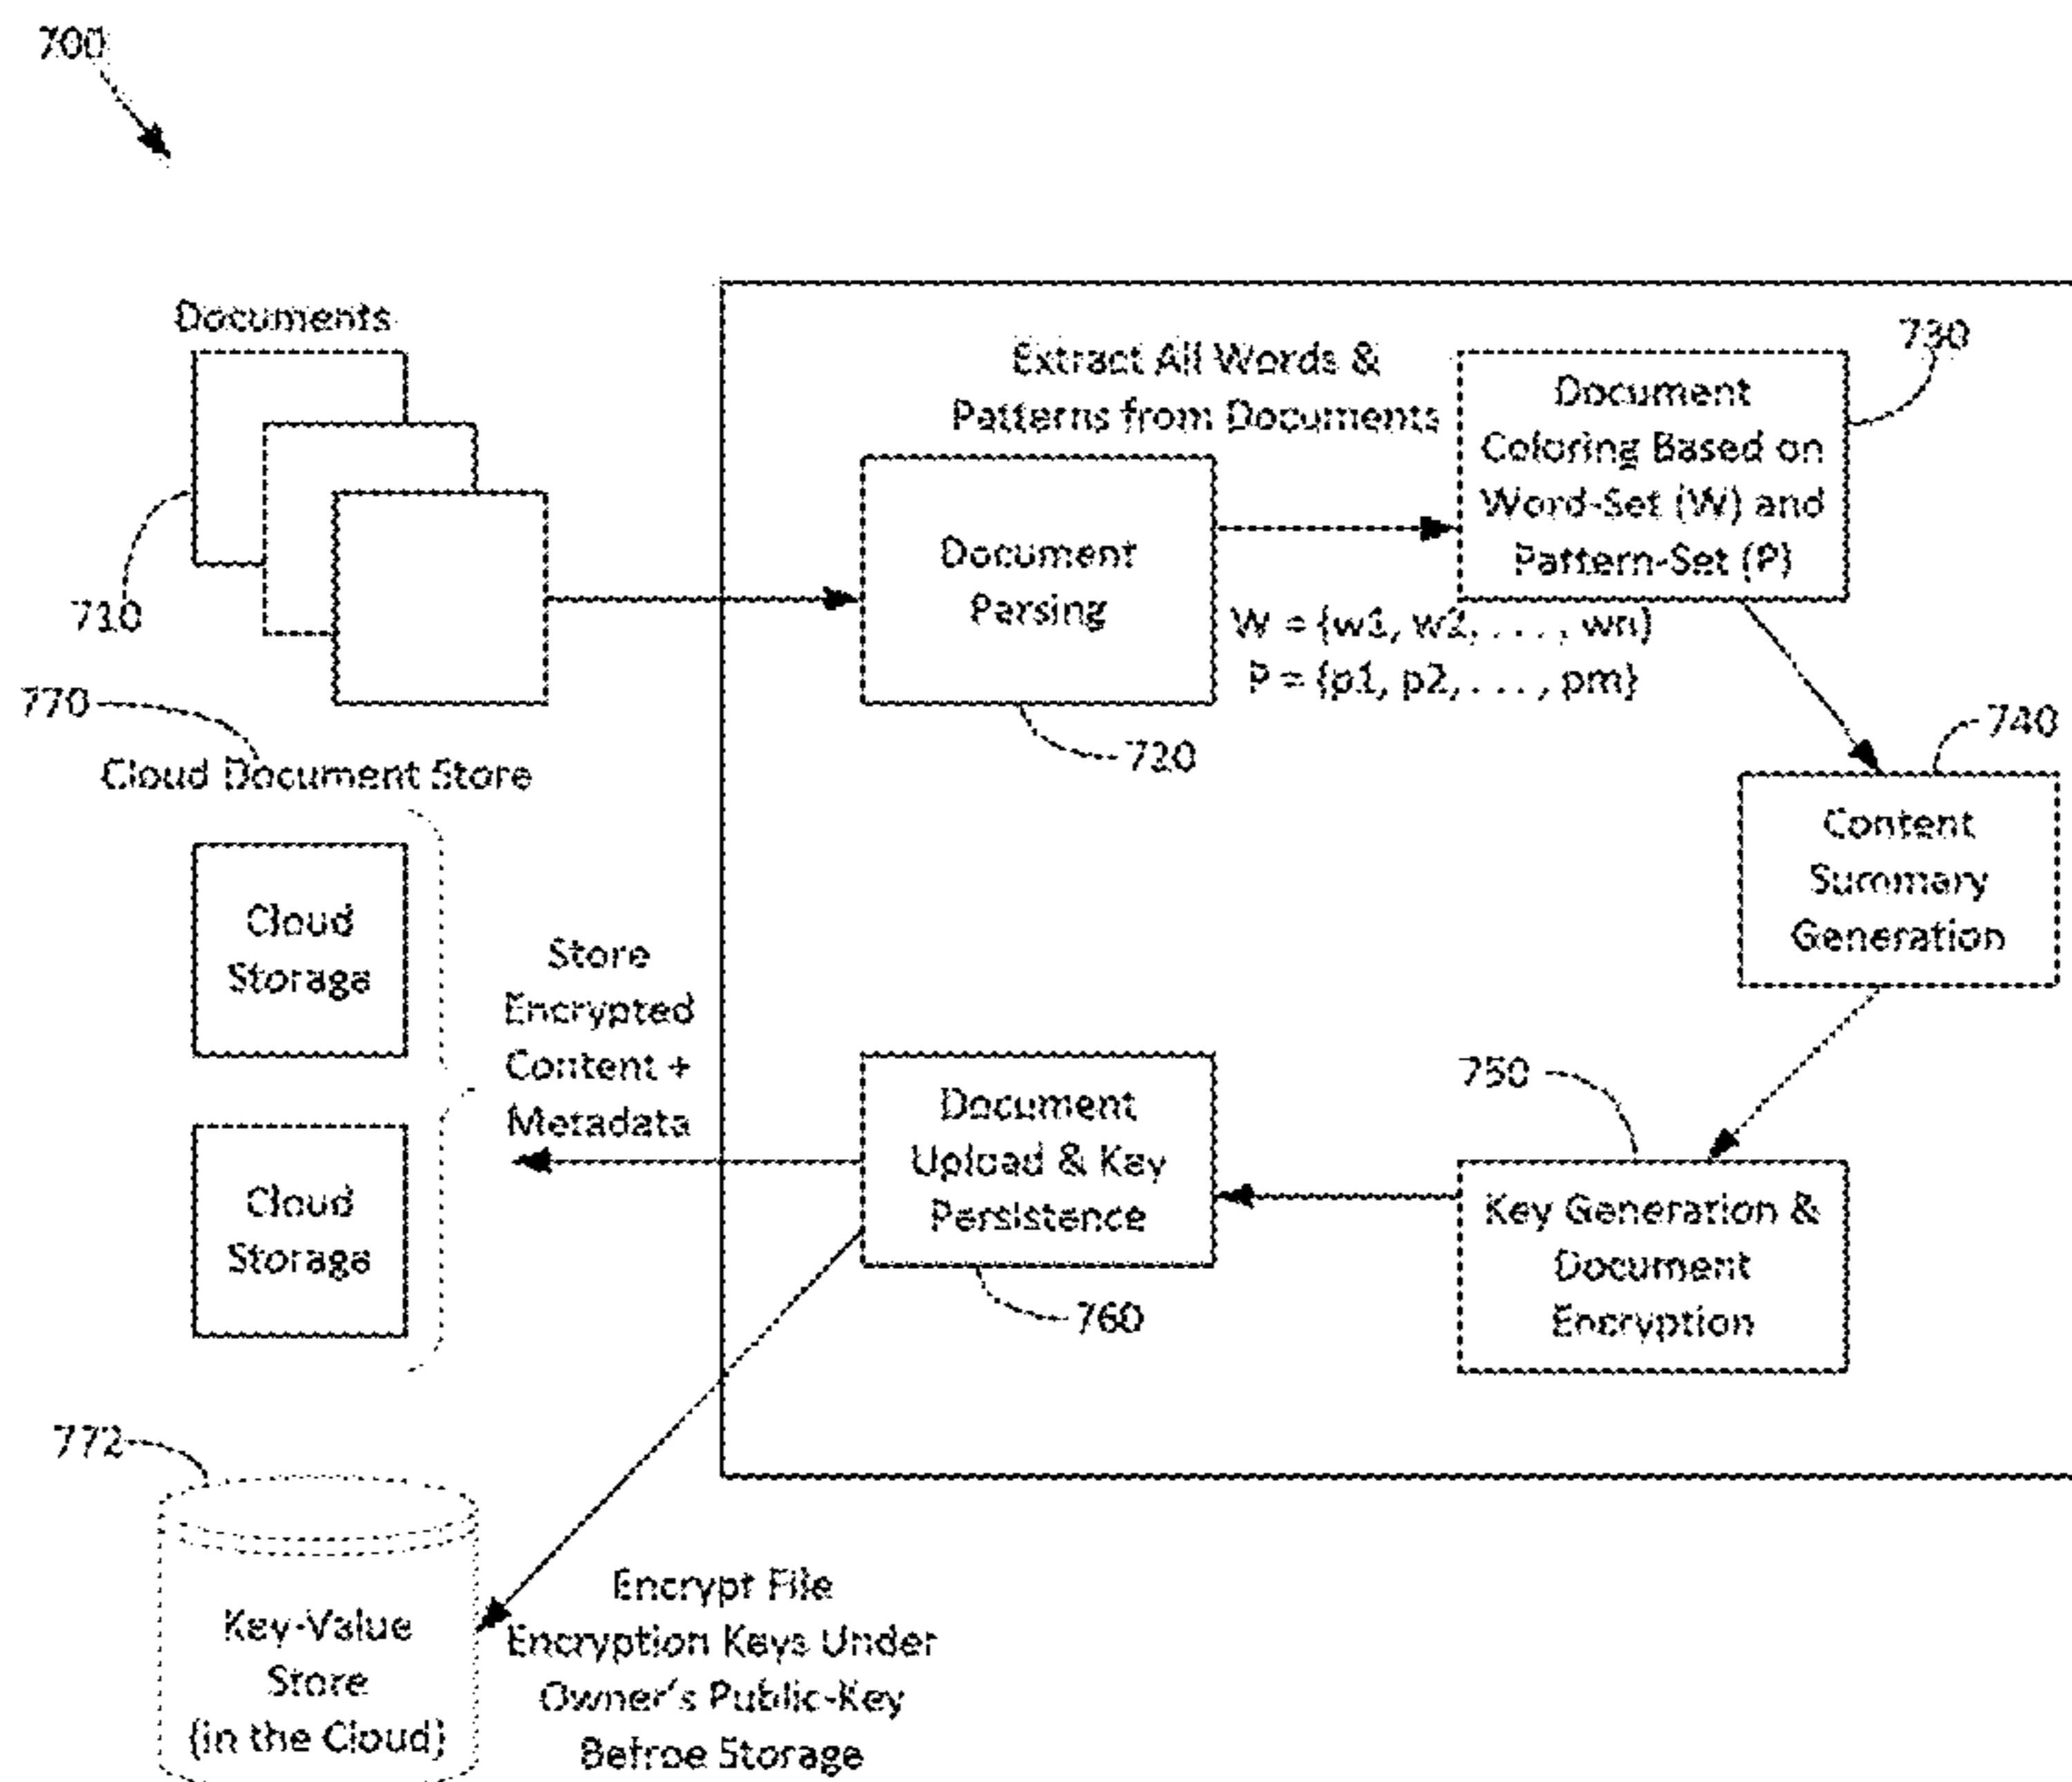 700
Documents
710
Extract All Words &
Patterns from Documents
Document
Parsing
720
W = {w1, w2, . . . , wn}
P = {p1, p2, . . . , pm}
730
Document
Coloring Based on
Word-Set (W) and
Pattern-Set (P)
740
Content
Summary
Generation
750
Key Generation &
Document
Encryption
Document
Upload & Key
Persistence
760
770
Cloud Document Store
Cloud
Storage
Cloud
Storage
Store
Encrypted
Content +
Metadata
772
Key-Value
Store
(in the Cloud)
Encrypt File
Encryption Keys Under
Owner's Public-Key
Befroe Storage